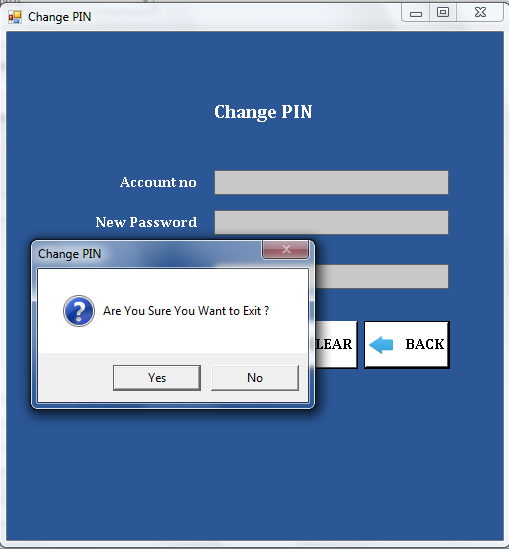 Change PIN
Change PIN
Account no
New Password
Change PIN
Are You Sure You Want to Exit ?
Yes No
LEAR BACK